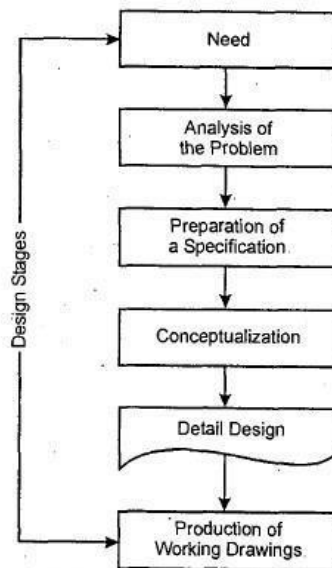 Need
Analysis of
the Problem
Preparation of
a Specification
Conceptualization
Detail Design
Production of
Working Drawings
Design Stages